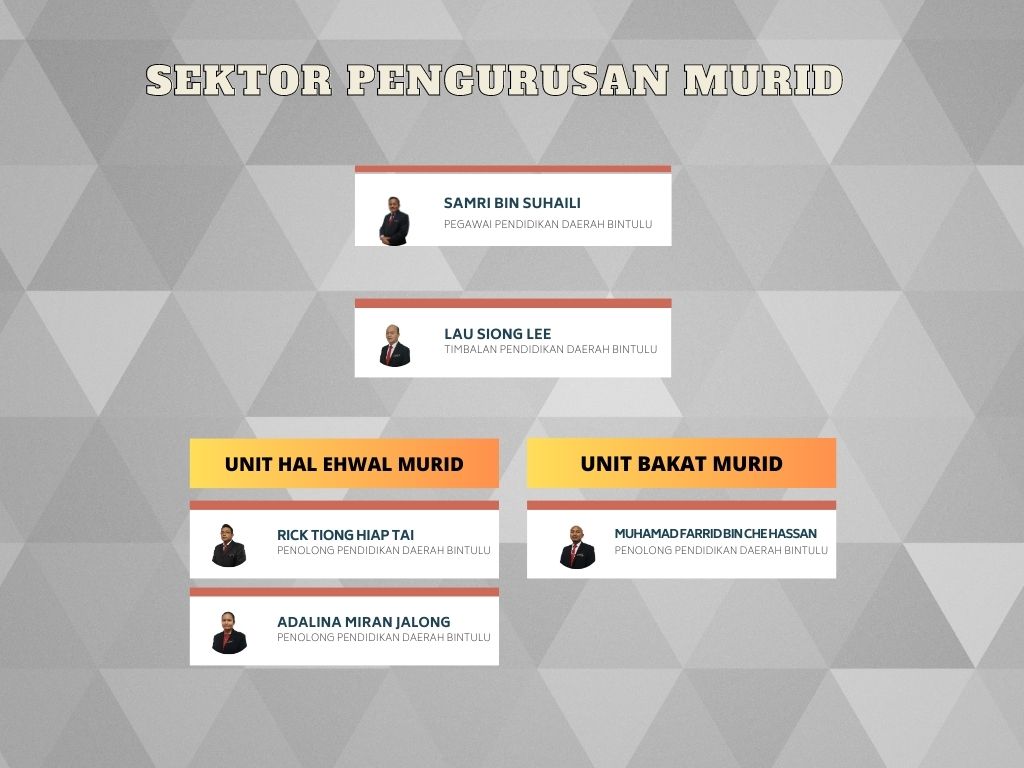 SEKTOR PENGURUSAN MURID
SAMRI BIN SUHAILI
PEGAWAI PENDIDIKAN DAERAH BINTULU
LAU SIONG LEE
TIMBALAN PENDIDIKAN DAERAH BINTULU
UNIT HAL EHWAL MURID
RICK TIONG HIAP TAI
PENOLONG PENDIDIKAN DAERAH BINTULU
ADALINA MIRAN JALONG
PENOLONG PENDIDIKAN DAERAH BINTULU
UNIT BAKAT MURID
MUHAMAD FARRID BIN CHE HASSAN
PENOLONG PENDIDIKAN DAERAH BINTULU